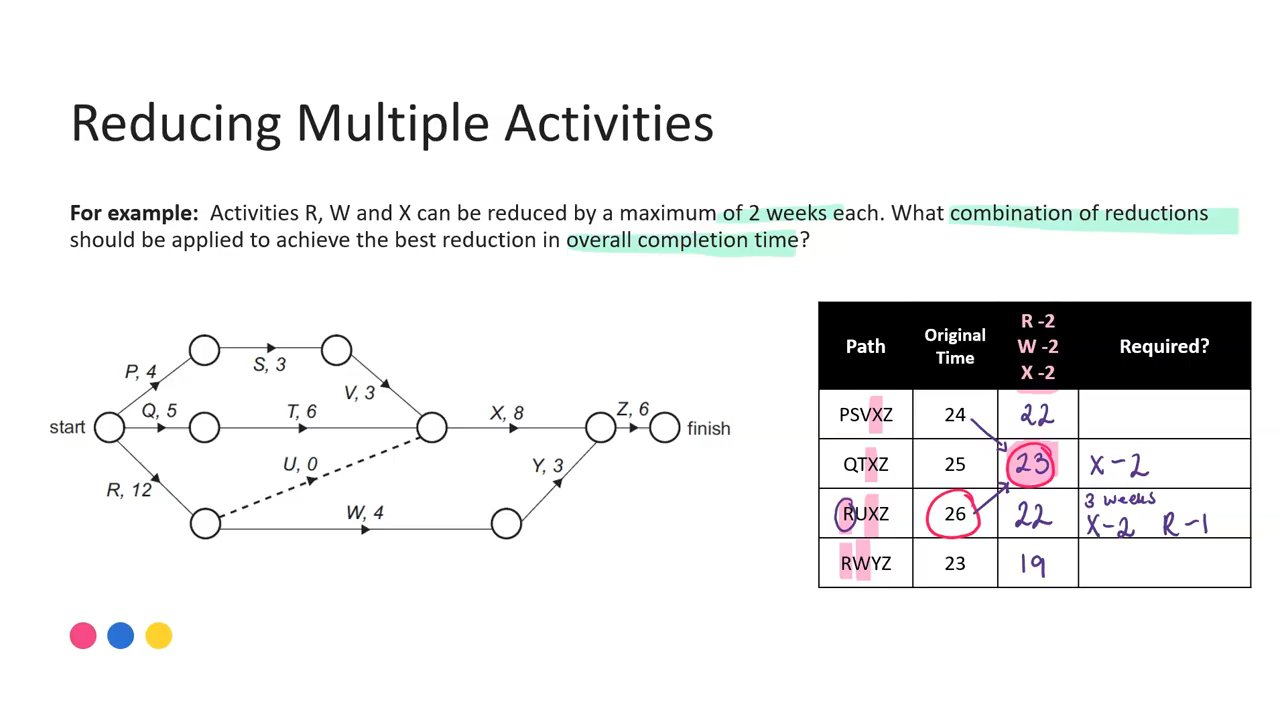 Reducing Multiple Activities
For example: Activities R, W and X can be reduced by a maximum of 2 weeks each. What combination of reductions
should be applied to achieve the best reduction in overall completion time?
P, 4
S, 3
V, 3
start
Q, 5
T, 6
X, 8
Z, 6
finish
U, 0
Y, 3
R, 12
W, 4
Path
Original
Time
R -2
W -2
X -2
Required?
PSVXZ 24 22
QTXZ 25 23 X-2
RUXZ 26 22 3 weeks
X-2 R-1
RWYZ 23 19